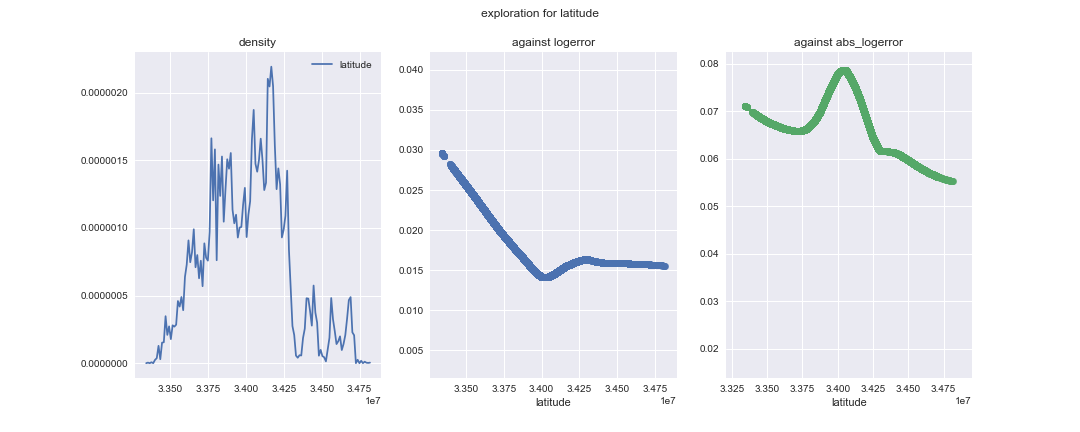 exploration for latitude
density
latitude
0.0000020
0.0000015
0.0000010
0.0000005
0.0000000
3.350 3.375 3.400 3.425 3.450 3.475
1e7
against logerror
0.040
0.035
0.030
0.025
0.020
0.015
0.010
0.005
3.350 3.375 3.400 3.425 3.450 3.475
1e7
latitude
against abs_logerror
0.08
0.07
0.06
0.05
0.04
0.03
0.02
3.325 3.350 3.375 3.400 3.425 3.450 3.475
1e7
latitude